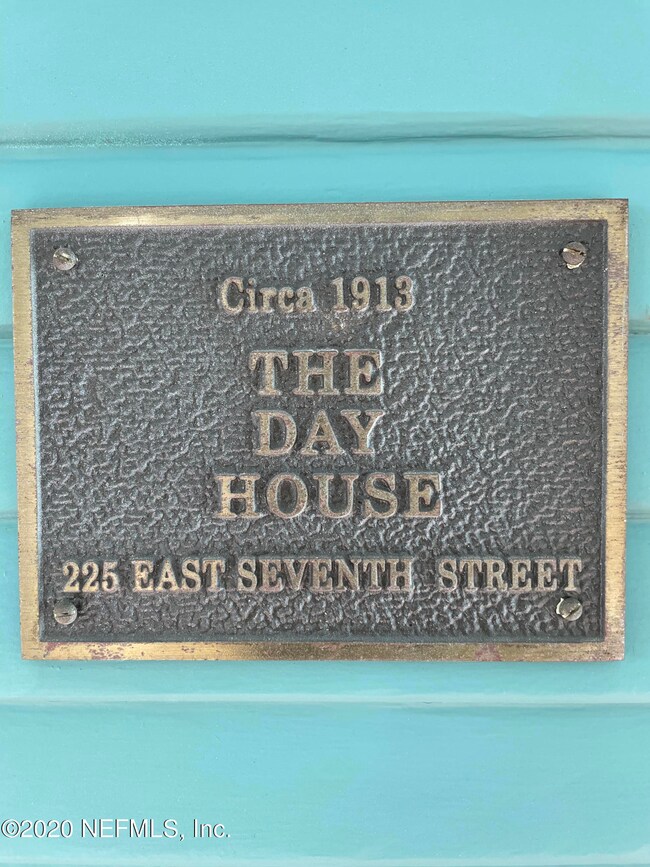 Circa 1913
THE
DAY
HOUSE
225 EAST SEVENTH STREET
©2020 NEFMLS, Inc.